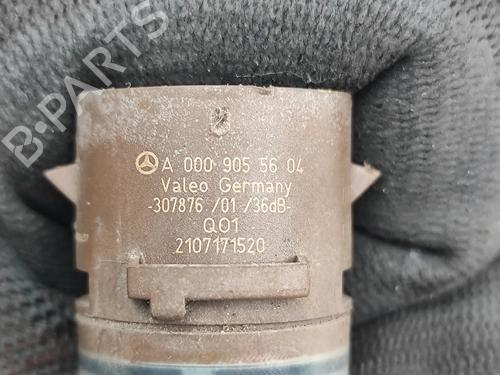 B-PARTS
A 000 905 56 04
Valeo Germany
-307876 /01 /36dB-
Q01
2107171520